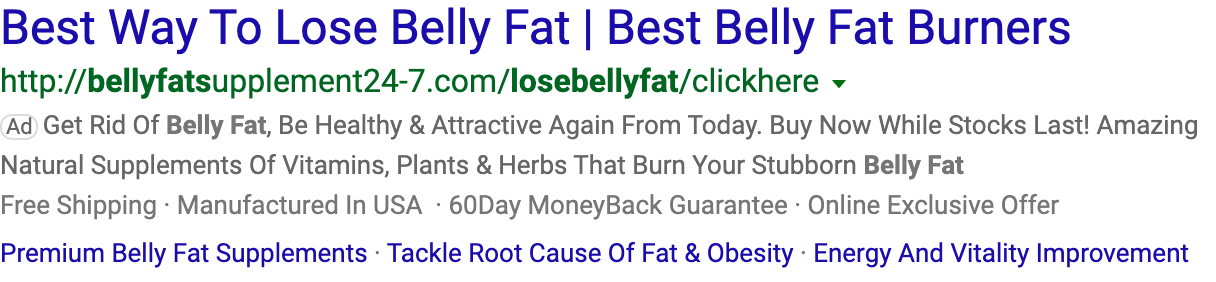 Best Way To Lose Belly Fat | Best Belly Fat Burners
http://bellyfatsupplement24-7.com/losebellyfat/clickhere
Ad Get Rid Of Belly Fat, Be Healthy & Attractive Again From Today. Buy Now While Stocks Last! Amazing
Natural Supplements Of Vitamins, Plants & Herbs That Burn Your Stubborn Belly Fat
Free Shipping · Manufactured In USA · 60Day MoneyBack Guarantee · Online Exclusive Offer
Premium Belly Fat Supplements · Tackle Root Cause Of Fat & Obesity · Energy And Vitality Improvement